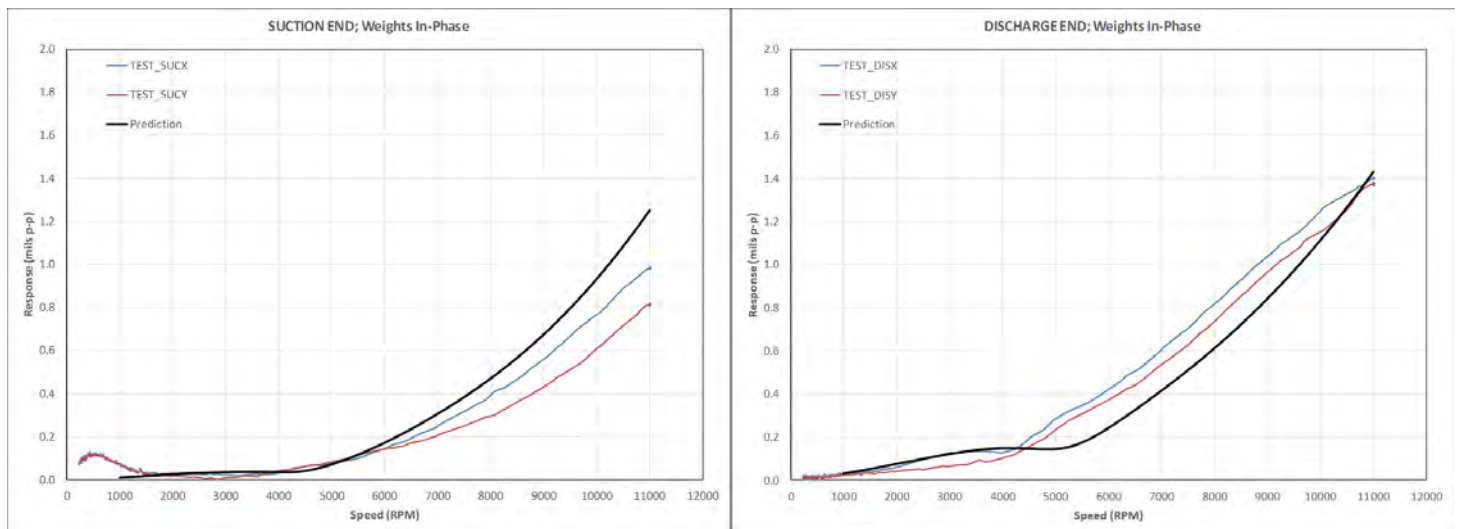 SUCTION END; Weights In-Phase
2.0
1.8
1.6
1.4
1.2
1.0
0.8
0.6
0.4
0.2
0.0
Response (mils p-p)
TEST_SUCX
TEST_SUCY
Prediction
0 1000 2000 3000 4000 5000 6000 7000 8000 9000 10000 11000 12000
Speed (RPM)
DISCHARGE END; Weights In-Phase
2.0
1.8
1.6
1.4
1.2
1.0
0.8
0.6
0.4
0.2
0.0
Response (mils p-p)
TEST_DISX
TEST_DISY
Prediction
0 1000 2000 3000 4000 5000 6000 7000 8000 9000 10000 11000 12000
Speed (RPM)